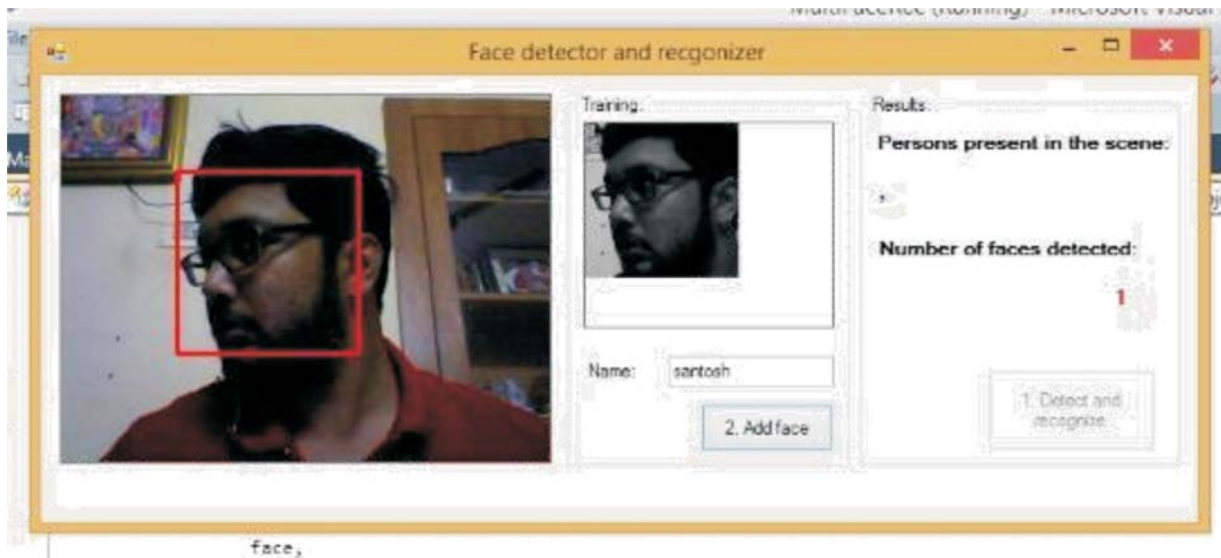 Face detector and recgonizer
Training:
Results:
Persons present in the scene:
,
Number of faces detected:
1
Name: santosh
2. Add face
1. Detect and
recognize
face,